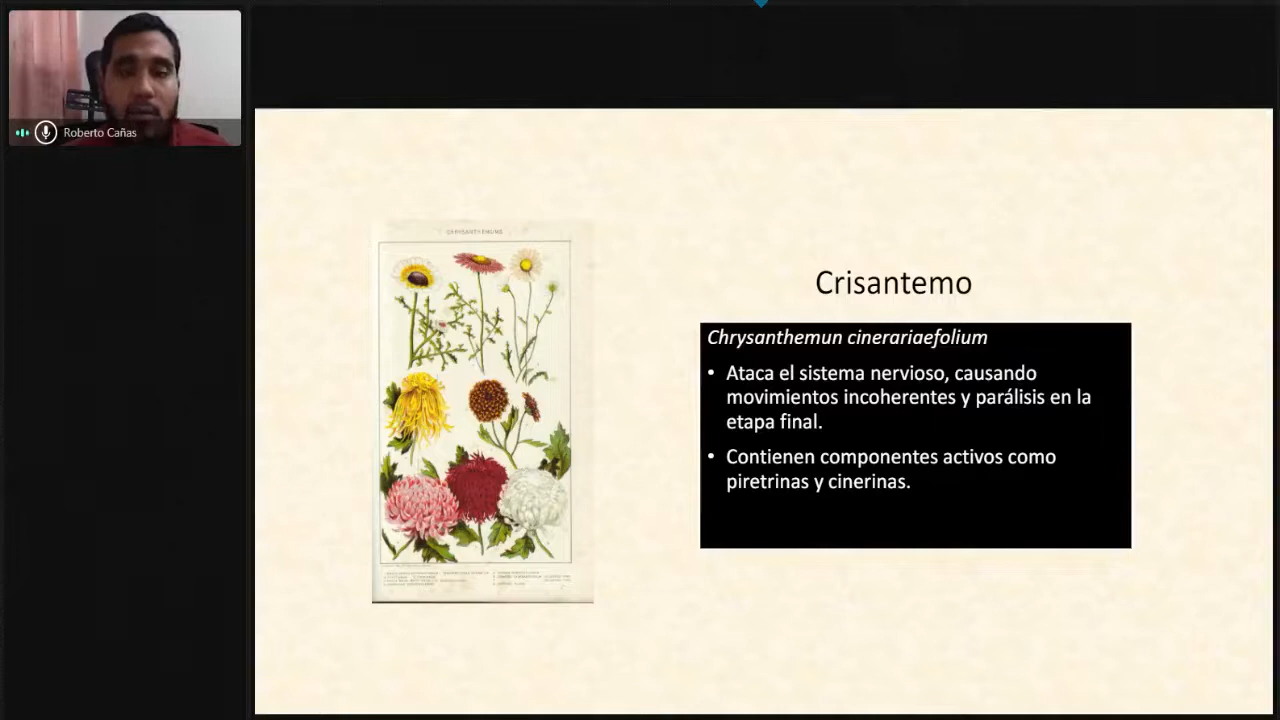 Roberto Cañas
CHRYSANTHEMUMS
Crisantemo
Chrysanthemun cinerariaefolium
• Ataca el sistema nervioso, causando
movimientos incoherentes y parálisis en la
etapa final.
• Contienen componentes activos como
piretrinas y cinerinas.